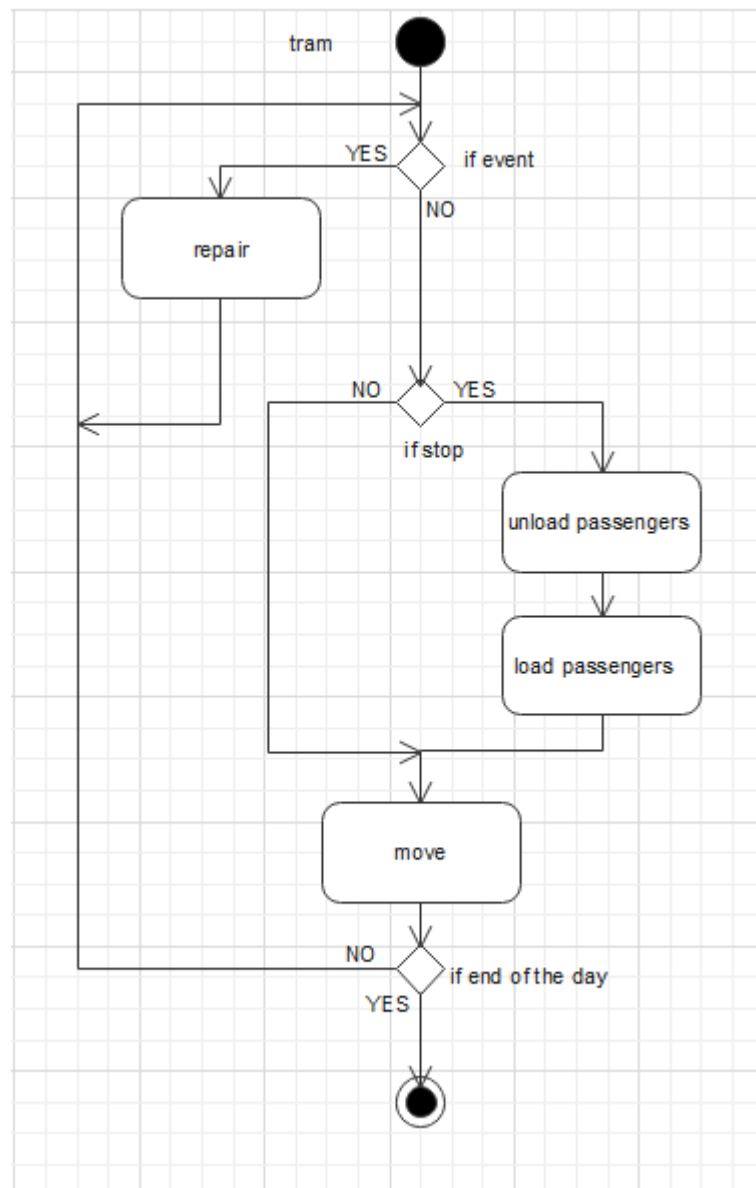 tram
YES
if event
NO
repair
NO
YES
if stop
unload passengers
load passengers
move
NO
if end of the day
YES